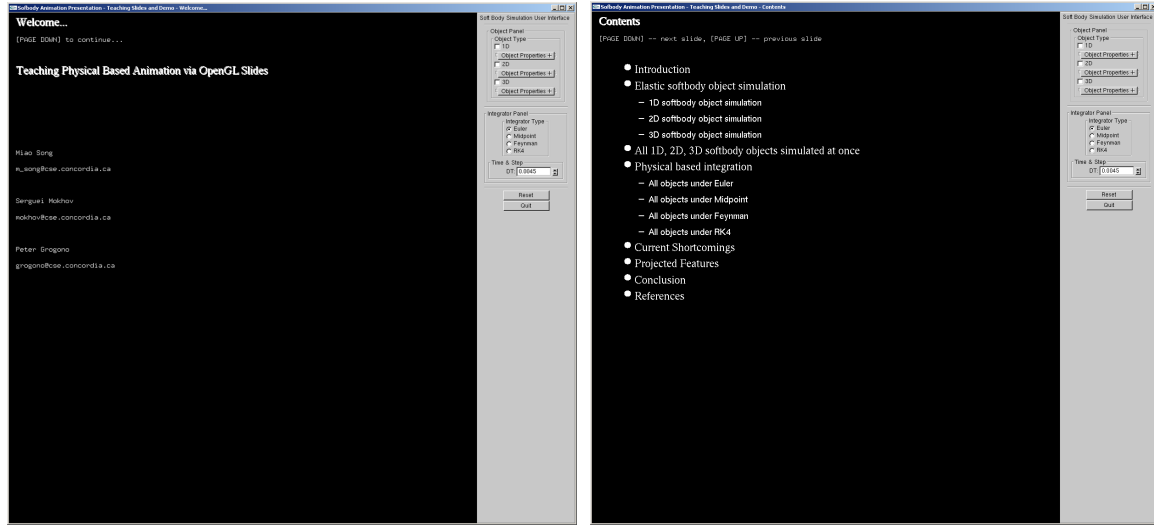 Sofbody Animation Presentation - Teaching Slides and Demo - Welcome...
Welcome...
[PAGE DOWN] to continue...
Teaching Physical Based Animation via OpenGL Slides
Miao Song
m_song@cse.concordia.ca
Serguei Mokhov
mokhov@cse.concordia.ca
Peter Grogono
grogono@cse.concordia.ca
Soft Body Simulation User Interface
Object Panel
Object Type
1D
Object Properties +
2D
Object Properties +
3D
Object Properties +
Integrator Panel
Integrator Type
Euler
Midpoint
Feynman
RK4
Time & Step
DT: 0.0045
Reset
Quit
Sofbody Animation Presentation - Teaching Slides and Demo - Contents
Contents
[PAGE DOWN] -- next slide, [PAGE UP] -- previous slide
Introduction
Elastic softbody object simulation
– 1D softbody object simulation
– 2D softbody object simulation
– 3D softbody object simulation
All 1D, 2D, 3D softbody objects simulated at once
Physical based integration
– All objects under Euler
– All objects under Midpoint
– All objects under Feynman
– All objects under RK4
Current Shortcomings
Projected Features
Conclusion
References
Soft Body Simulation User Interface
Object Panel
Object Type
1D
Object Properties +
2D
Object Properties +
3D
Object Properties +
Integrator Panel
Integrator Type
Euler
Midpoint
Feynman
RK4
Time & Step
DT: 0.0045
Reset
Quit